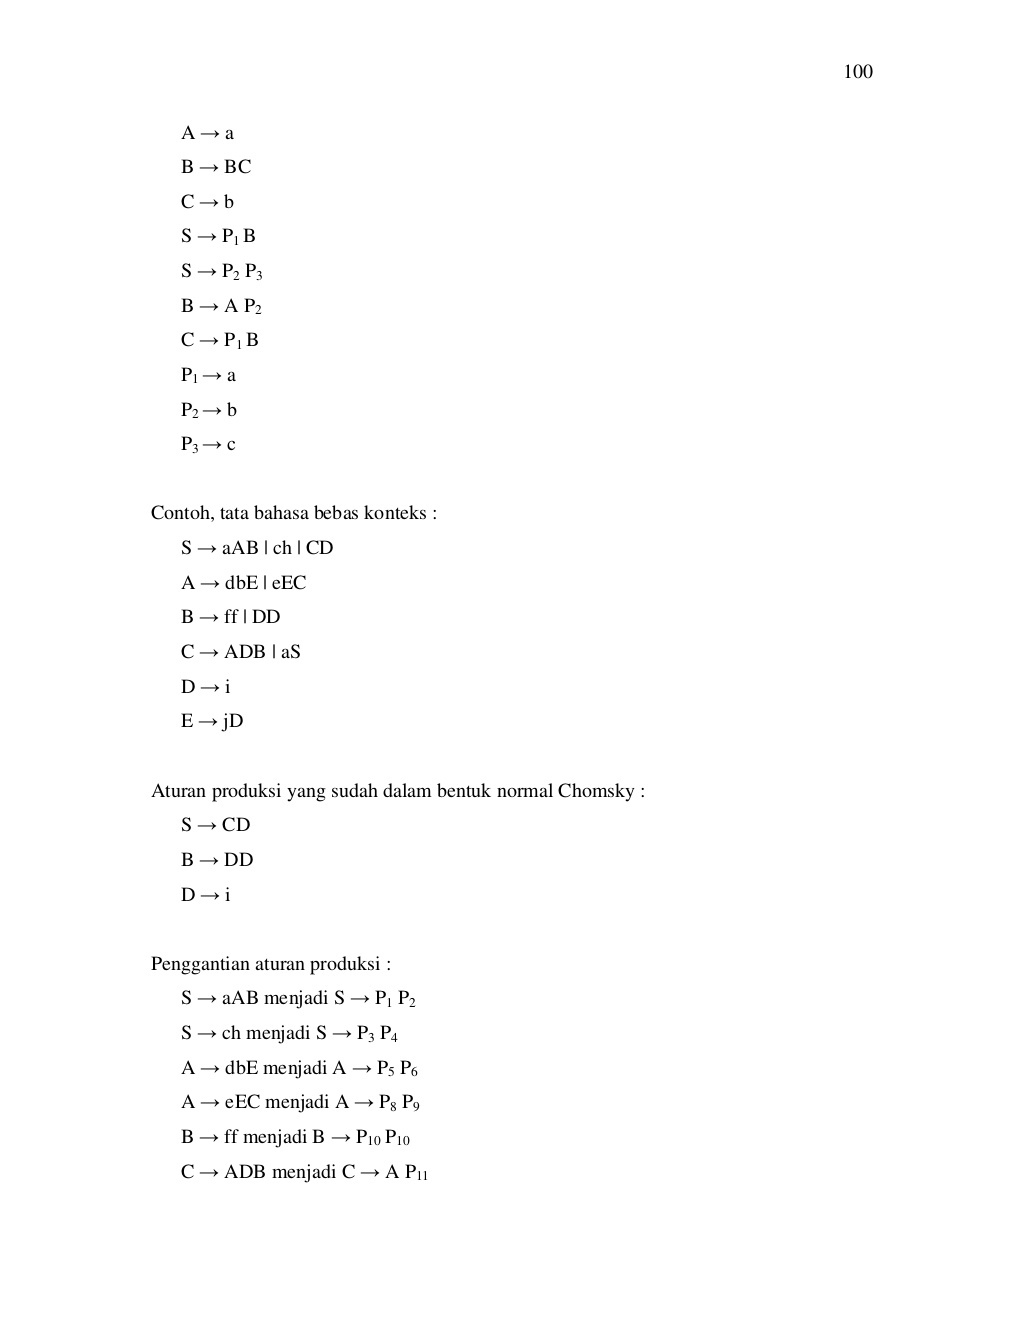 100
A → a
B → BC
C → b
S → P₁ B
S → P₂ P₃
B → A P₂
C → P₁ B
P₁ → a
P₂ → b
P₃ → c
Contoh, tata bahasa bebas konteks :
S → aAB | ch | CD
A → dbE | eEC
B → ff | DD
C → ADB | aS
D → i
E → jD
Aturan produksi yang sudah dalam bentuk normal Chomsky :
S → CD
B → DD
D → i
Penggantian aturan produksi :
S → aAB menjadi S → P₁ P₂
S → ch menjadi S → P₃ P₄
A → dbE menjadi A → P₅ P₆
A → eEC menjadi A → P₈ P₉
B → ff menjadi B → P₁₀ P₁₀
C → ADB menjadi C → A P₁₁